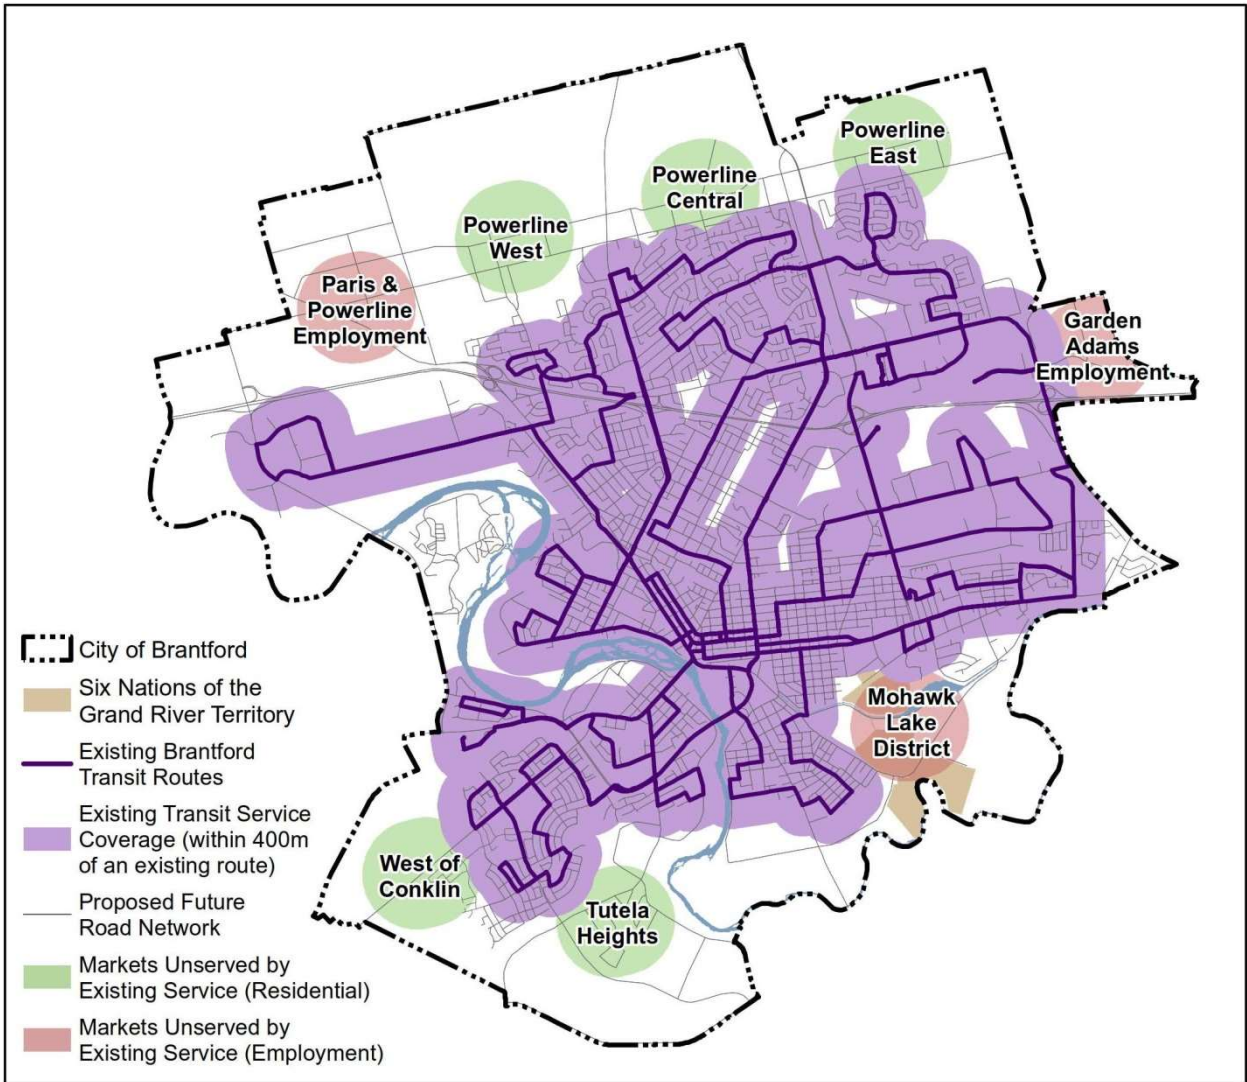 Powerline
East
Powerline
Central
Powerline
West
Paris &
Powerline
Employment
Garden
Adams
Employment
Mohawk
Lake
District
West of
Conklin
Tutela
Heights
City of Brantford
Six Nations of the
Grand River Territory
Existing Brantford
Transit Routes
Existing Transit Service
Coverage (within 400m
of an existing route)
Proposed Future
Road Network
Markets Unserved by
Existing Service (Residential)
Markets Unserved by
Existing Service (Employment)